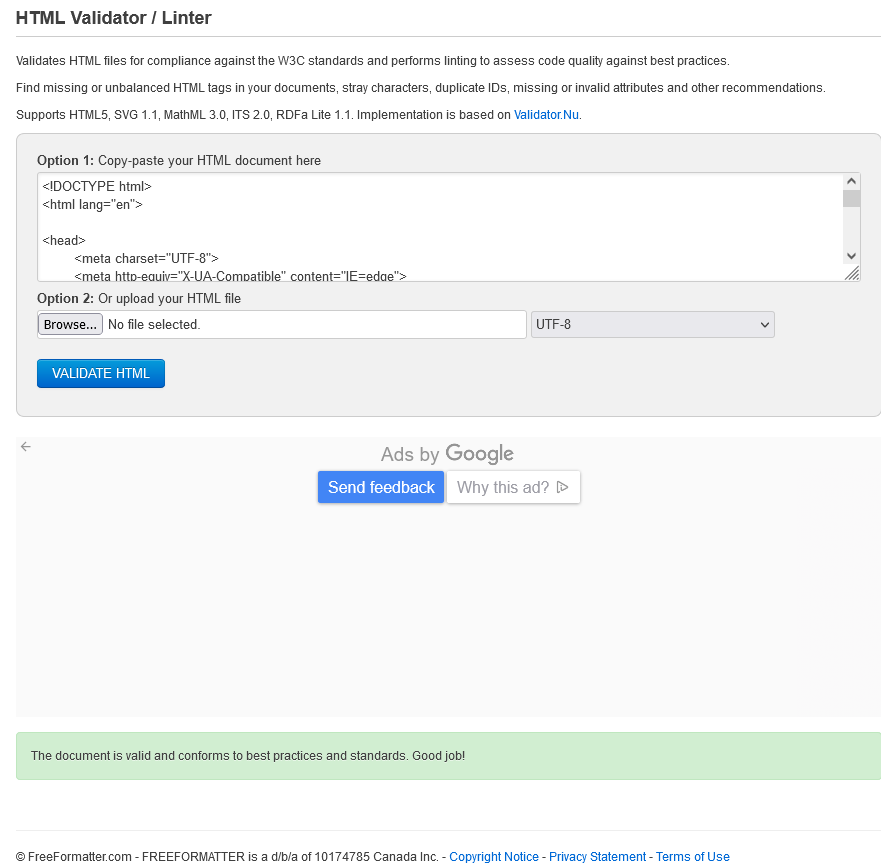 HTML Validator / Linter
Validates HTML files for compliance against the W3C standards and performs linting to assess code quality against best practices.
Find missing or unbalanced HTML tags in your documents, stray characters, duplicate IDs, missing or invalid attributes and other recommendations.
Supports HTML5, SVG 1.1, MathML 3.0, ITS 2.0, RDFa Lite 1.1. Implementation is based on Validator.Nu.
Option 1: Copy-paste your HTML document here
<!DOCTYPE html>
<html lang="en">
<head>
<meta charset="UTF-8">
<meta http-equiv="X-UA-Compatible" content="IE=edge">
Option 2: Or upload your HTML file
Browse... No file selected. UTF-8
VALIDATE HTML
Ads by Google
Send feedback Why this ad?
The document is valid and conforms to best practices and standards. Good job!
© FreeFormatter.com - FREEFORMATTER is a d/b/a of 10174785 Canada Inc. - Copyright Notice - Privacy Statement - Terms of Use